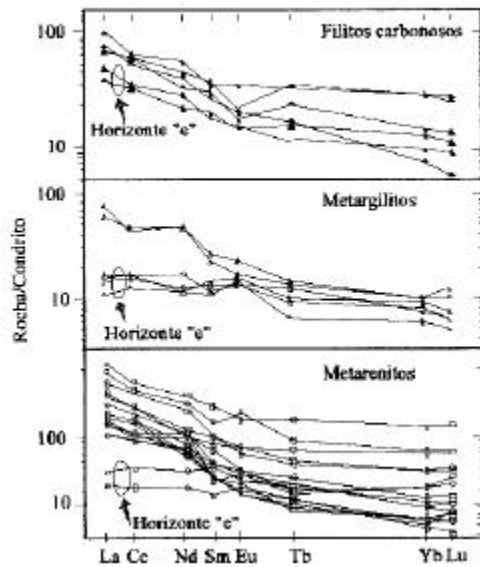 Rocha/Condrito
100
10
Filitos carbonosos
Horizonte "e"
100
10
Metargilitos
Horizonte "e"
100
10
Metarenitos
Horizonte "e"
La Ce Nd Sm Eu Tb Yb Lu